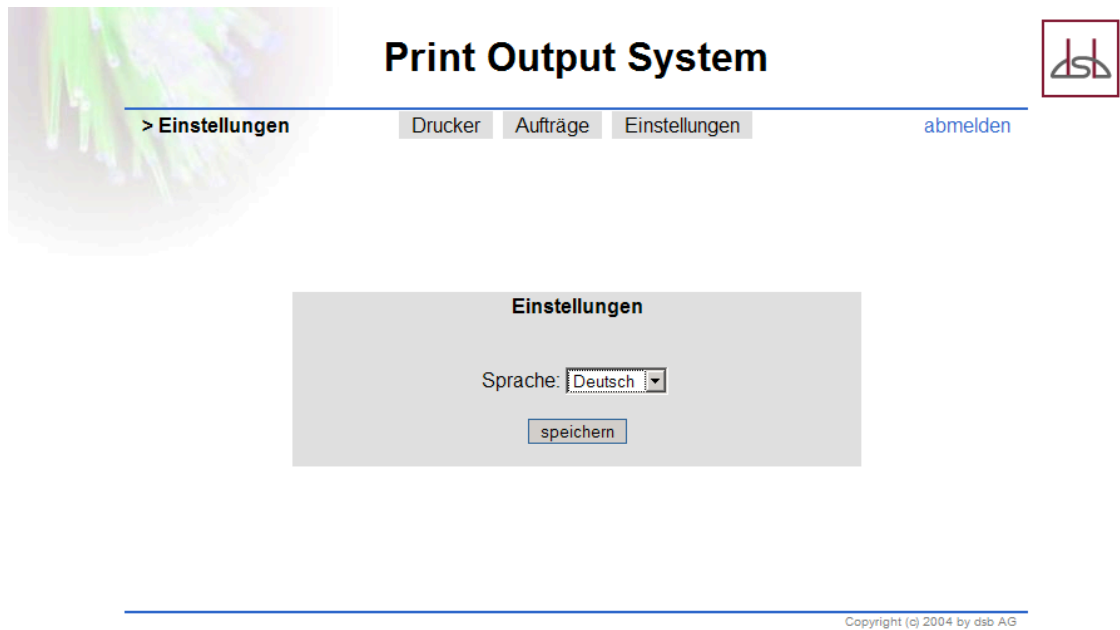 Print Output System
dsb
> Einstellungen Drucker Aufträge Einstellungen abmelden
Einstellungen
Sprache: Deutsch
speichern
Copyright (c) 2004 by dsb AG